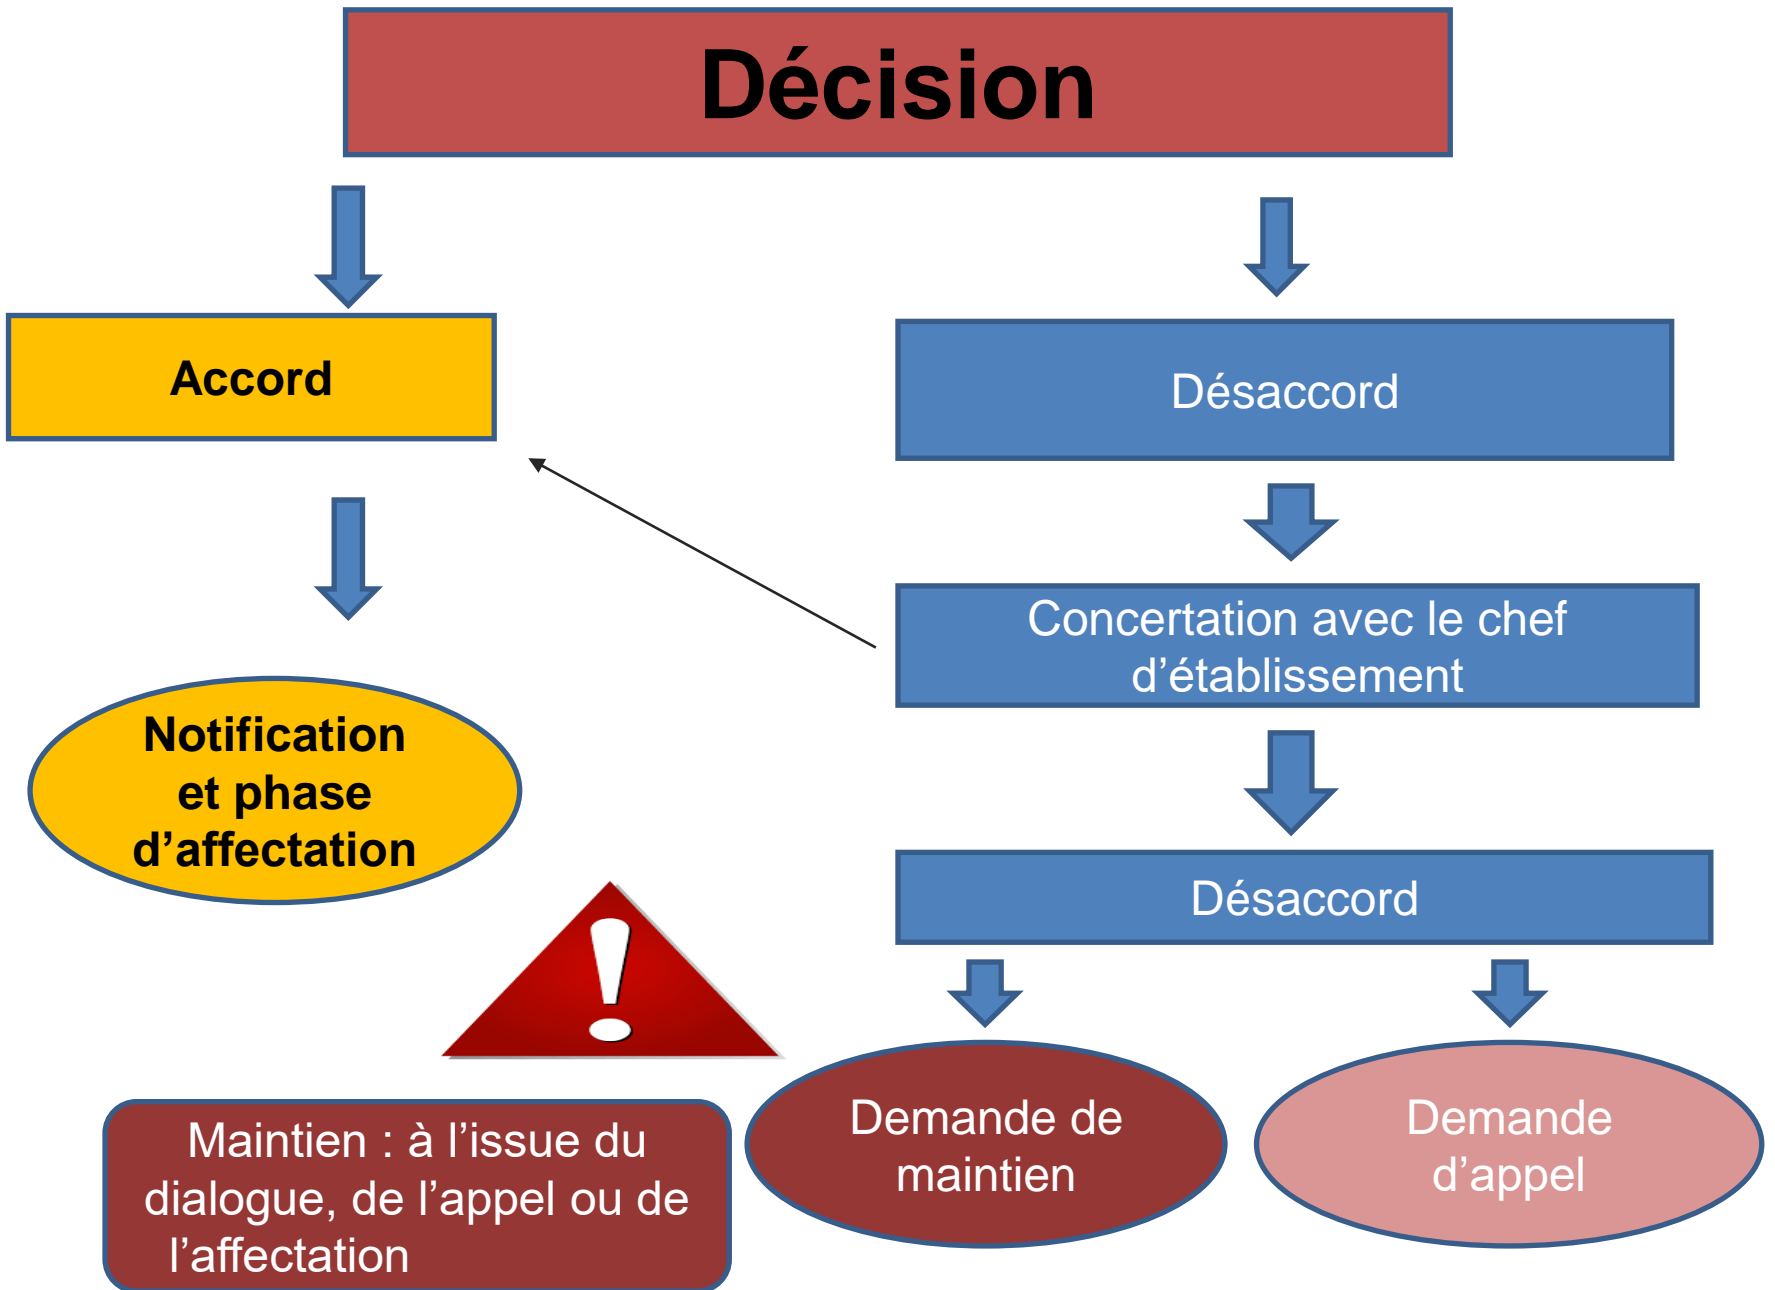 Décision
Accord
Désaccord
Concertation avec le chef
d’établissement
Notification
et phase
d’affectation
Désaccord
Demande de
maintien
Demande
d’appel
Maintien : à l’issue du
dialogue, de l’appel ou de
l’affectation